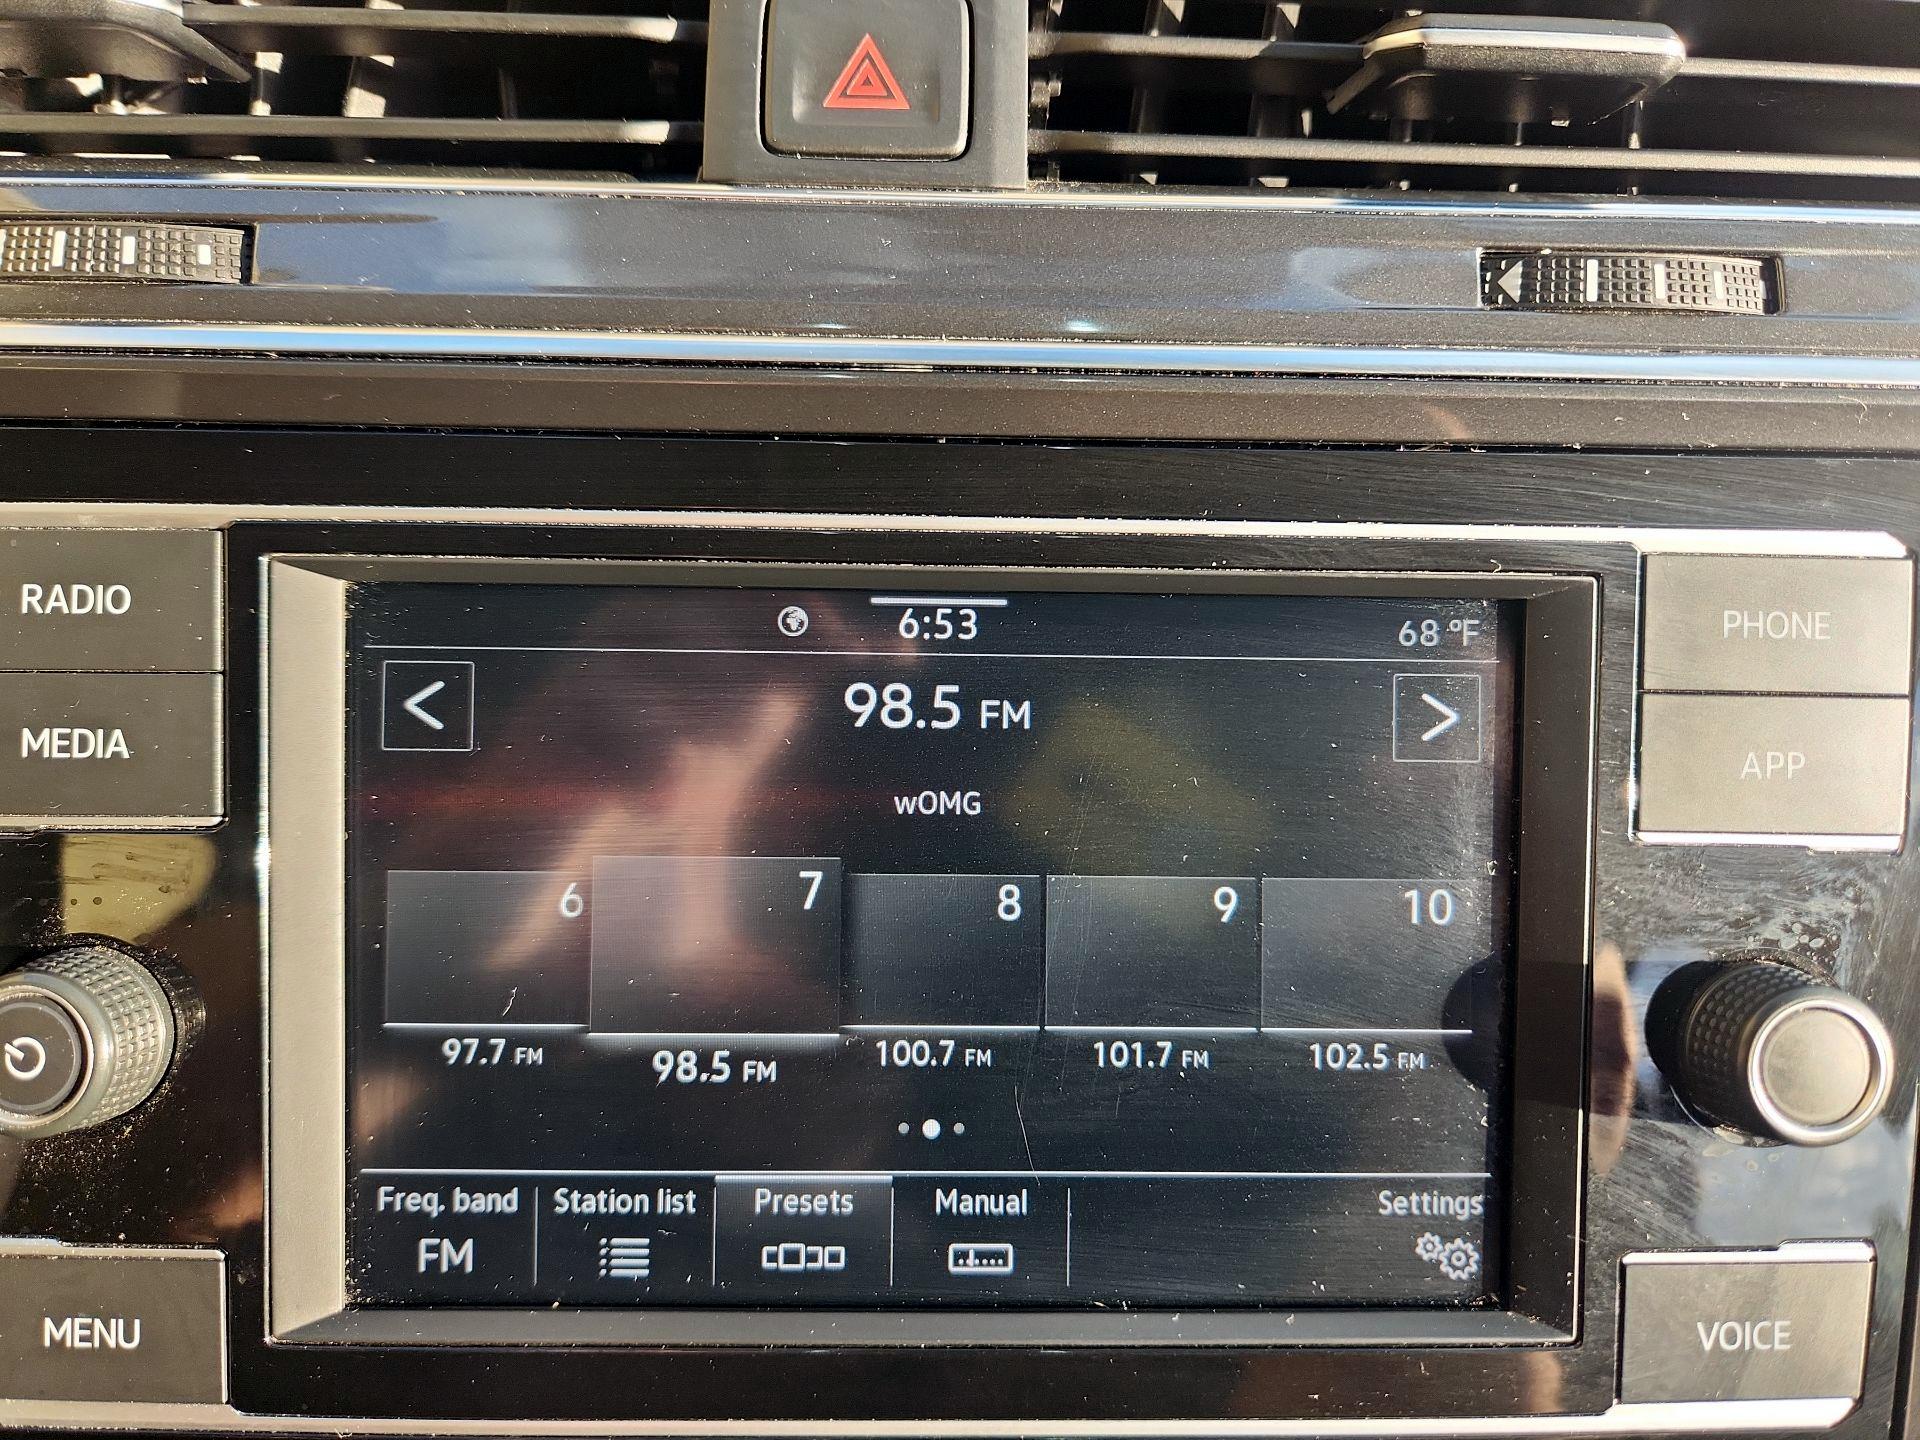 RADIO
MEDIA
MENU
6:53
68 °F
98.5 FM
wOMG
6
7
8
9
10
97.7 FM
98.5 FM
100.7 FM
101.7 FM
102.5 FM
Freq. band
Station list
Presets
Manual
Settings
FM
PHONE
APP
VOICE